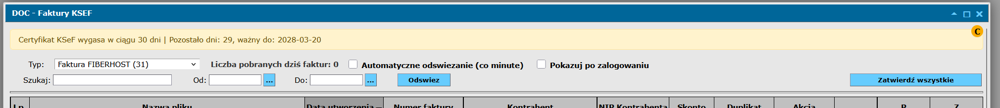 DOC - Faktury KSEF
C
Certyfikat KSeF wygasa w ciągu 30 dni | Pozostało dni: 29, ważny do: 2028-03-20
Typ: Faktura FIBERHOST (31) Liczba pobranych dziś faktur: 0 Automatyczne odswiezanie (co minute) Pokazuj po zalogowaniu
Szukaj: Od: ... Do: ... Odswiez Zatwierdź wszystkie
Lp. Nazwa pliku Data utworzenia Numer faktury Kontrahent NIP Kontrahenta Skonto Duplikat Akcja P Z